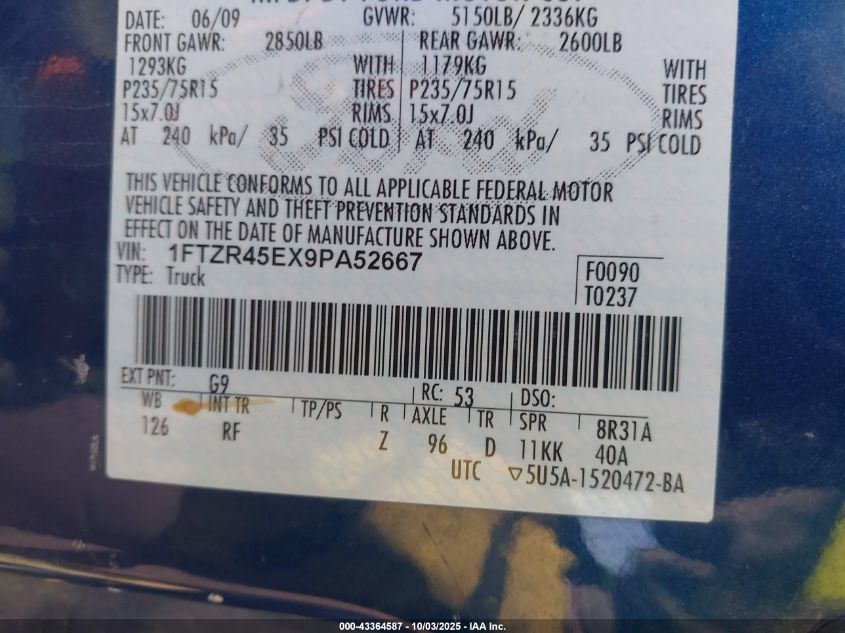 DATE: 06/09 GVWR: 5150LB/ 2336KG
FRONT GAWR: 2850LB REAR GAWR: 2600LB
1293KG WITH 1179KG WITH
P235/75R15 TIRES P235/75R15 TIRES
15x7.0J RIMS 15x7.0J RIMS
AT 240 kPa/ 35 PSI COLD AT 240 kPa/ 35 PSI COLD
THIS VEHICLE CONFORMS TO ALL APPLICABLE FEDERAL MOTOR
VEHICLE SAFETY AND THEFT PREVENTION STANDARDS IN
EFFECT ON THE DATE OF MANUFACTURE SHOWN ABOVE.
VIN: 1FTZR45EX9PA52667
TYPE: Truck
F0090
T0237
EXT PNT: G9 RC: 53 DSO:
WB INT TR TP/PS R AXLE TR SPR 8R31A
126 RF Z 96 D 11KK 40A
UTC ▽5U5A-1520472-BA
000-43364587 - 10/03/2025 - IAA Inc.